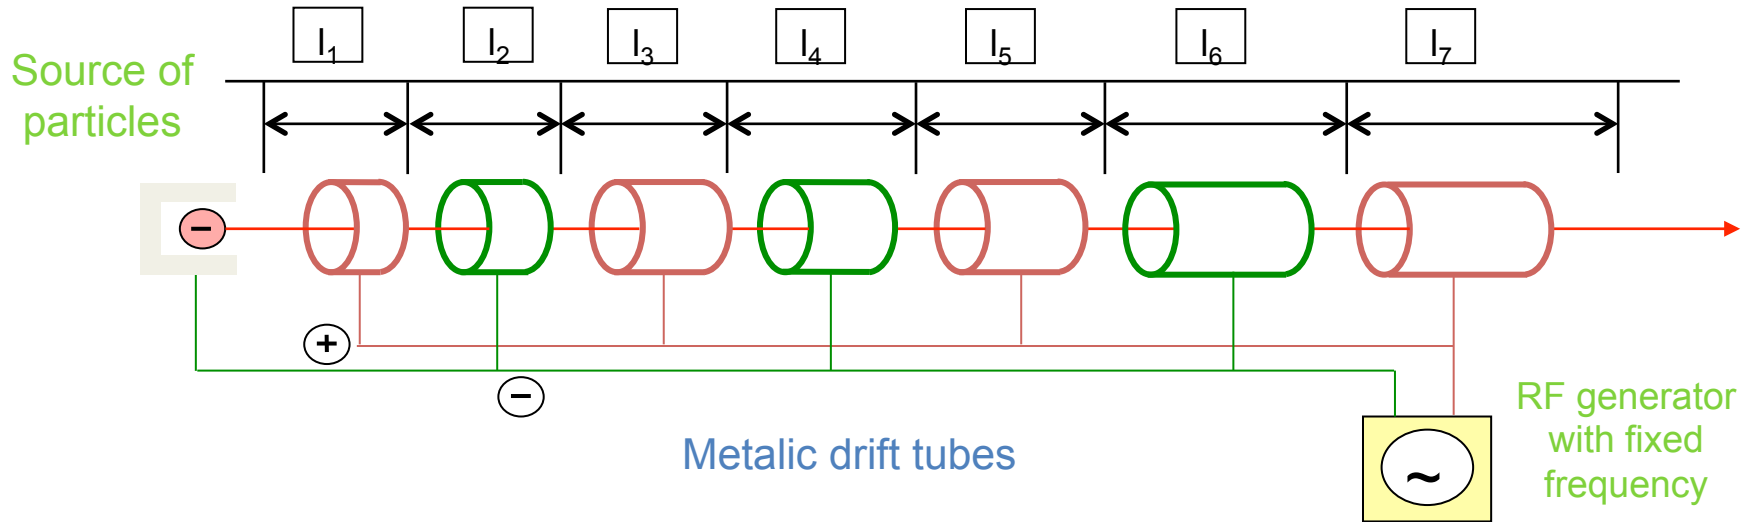 l₁ l₂ l₃ l₄ l₅ l₆ l₇
Source of
particles
−
+
−
Metalic drift tubes
RF generator
with fixed
frequency
~